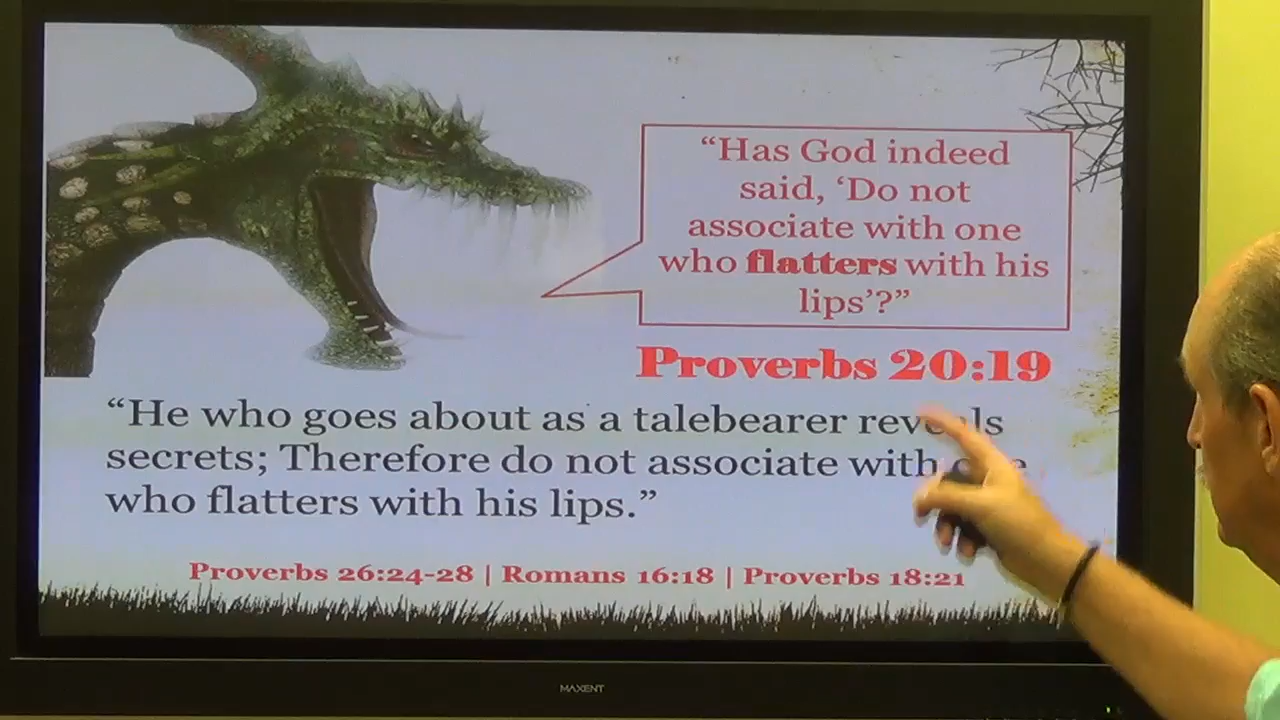 “Has God indeed
said, ‘Do not
associate with one
who flatters with his
lips’?”
Proverbs 20:19
“He who goes about as a talebearer reveals
secrets; Therefore do not associate with one
who flatters with his lips.”
Proverbs 26:24-28 | Romans 16:18 | Proverbs 18:21
MAXENT